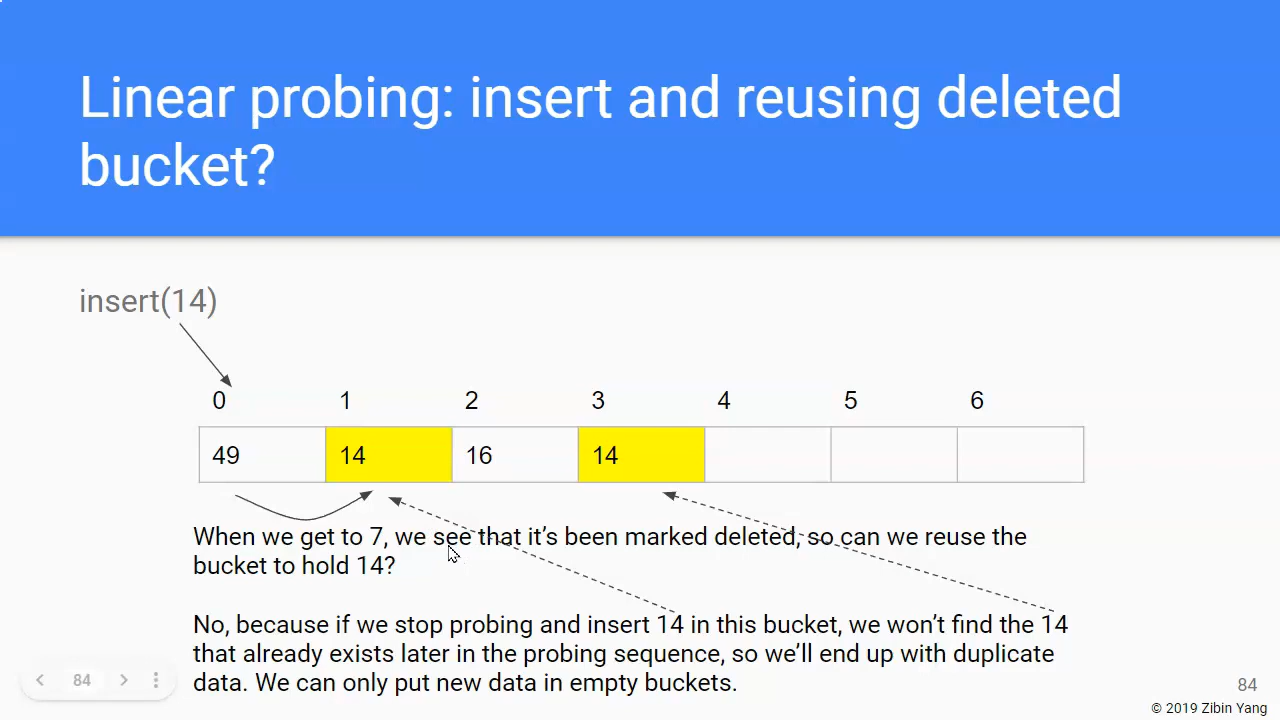 Linear probing: insert and reusing deleted
bucket?
insert(14)
0 1 2 3 4 5 6
49 14 16 14
When we get to 7, we see that it’s been marked deleted, so can we reuse the
bucket to hold 14?
No, because if we stop probing and insert 14 in this bucket, we won’t find the 14
that already exists later in the probing sequence, so we’ll end up with duplicate
data. We can only put new data in empty buckets.
84
84
© 2019 Zibin Yang